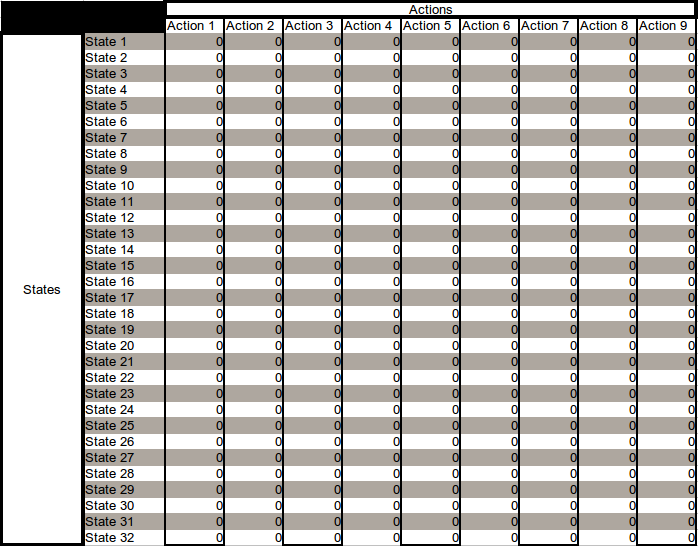 Actions
Action 1 Action 2 Action 3 Action 4 Action 5 Action 6 Action 7 Action 8 Action 9
State 1 0 0 0 0 0 0 0 0 0
State 2 0 0 0 0 0 0 0 0 0
State 3 0 0 0 0 0 0 0 0 0
State 4 0 0 0 0 0 0 0 0 0
State 5 0 0 0 0 0 0 0 0 0
State 6 0 0 0 0 0 0 0 0 0
State 7 0 0 0 0 0 0 0 0 0
State 8 0 0 0 0 0 0 0 0 0
State 9 0 0 0 0 0 0 0 0 0
State 10 0 0 0 0 0 0 0 0 0
State 11 0 0 0 0 0 0 0 0 0
State 12 0 0 0 0 0 0 0 0 0
State 13 0 0 0 0 0 0 0 0 0
State 14 0 0 0 0 0 0 0 0 0
State 15 0 0 0 0 0 0 0 0 0
State 16 0 0 0 0 0 0 0 0 0
States
State 17 0 0 0 0 0 0 0 0 0
State 18 0 0 0 0 0 0 0 0 0
State 19 0 0 0 0 0 0 0 0 0
State 20 0 0 0 0 0 0 0 0 0
State 21 0 0 0 0 0 0 0 0 0
State 22 0 0 0 0 0 0 0 0 0
State 23 0 0 0 0 0 0 0 0 0
State 24 0 0 0 0 0 0 0 0 0
State 25 0 0 0 0 0 0 0 0 0
State 26 0 0 0 0 0 0 0 0 0
State 27 0 0 0 0 0 0 0 0 0
State 28 0 0 0 0 0 0 0 0 0
State 29 0 0 0 0 0 0 0 0 0
State 30 0 0 0 0 0 0 0 0 0
State 31 0 0 0 0 0 0 0 0 0
State 32 0 0 0 0 0 0 0 0 0